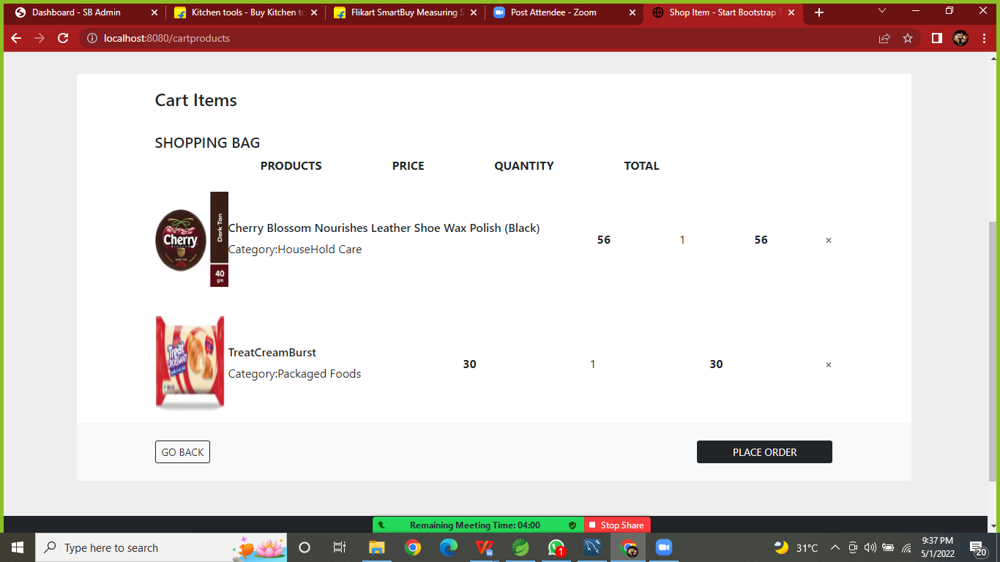 Dashboard - SB Admin
Kitchen tools - Buy Kitchen to
Flikart SmartBuy Measuring S
Post Attendee - Zoom
Shop Item - Start Bootstrap T
localhost:8080/cartproducts
Cart Items
SHOPPING BAG
PRODUCTS PRICE QUANTITY TOTAL
Cherry
Dark Tan
40
gm
Cherry Blossom Nourishes Leather Shoe Wax Polish (Black)
Category:HouseHold Care
56 1 56 ×
Treat
CROISSANT
TreatCreamBurst
Category:Packaged Foods
30 1 30 ×
GO BACK
PLACE ORDER
Remaining Meeting Time: 04:00
Stop Share
Type here to search
1
31°C
9:37 PM
5/1/2022
20